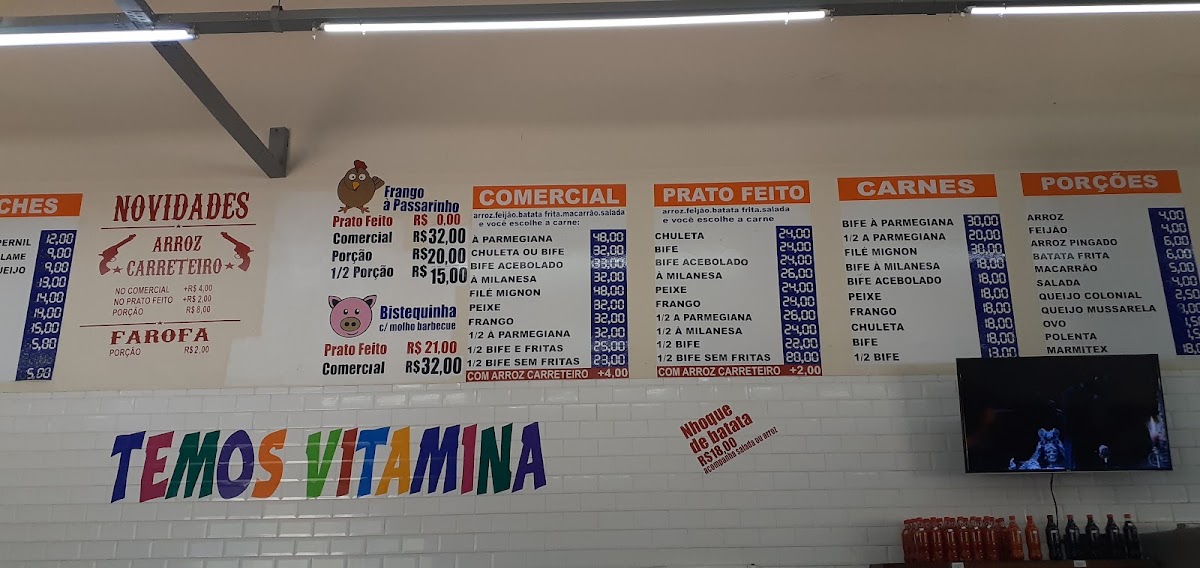 CHES
PERNIL 12,00
LAME 9,00
UEIJO 9,00
13,00
14,00
14,00
15,00
5,00
5,00
NOVIDADES
ARROZ
CARRETEIRO
NO COMERCIAL +R$ 4,00
NO PRATO FEITO +R$ 2,00
PORÇÃO R$ 8,00
FAROFA
PORÇÃO R$ 2,00
Frango
à Passarinho
Prato Feito R$ 0,00
Comercial R$ 32,00
Porção R$ 20,00
1/2 Porção R$ 15,00
Bistequinha
c/ molho barbecue
Prato Feito R$ 21,00
Comercial R$ 32,00
COMERCIAL
arroz.feijão.batata frita.macarrão.salada
e você escolhe a carne:
À PARMEGIANA 48,00
CHULETA OU BIFE 32,00
BIFE ACEBOLADO 33,00
À MILANESA 32,00
FILÉ MIGNON 48,00
PEIXE 32,00
FRANGO 32,00
1/2 À PARMEGIANA 32,00
1/2 BIFE E FRITAS 25,00
1/2 BIFE SEM FRITAS 23,00
COM ARROZ CARRETEIRO +4,00
PRATO FEITO
arroz.feijão.batata frita.salada
e você escolhe a carne
CHULETA 24,00
BIFE 24,00
BIFE ACEBOLADO 24,00
À MILANESA 26,00
PEIXE 24,00
FRANGO 24,00
1/2 À PARMEGIANA 26,00
1/2 À MILANESA 24,00
1/2 BIFE 22,00
1/2 BIFE SEM FRITAS 20,00
COM ARROZ CARRETEIRO +2,00
CARNES
BIFE À PARMEGIANA 30,00
1/2 À PARMEGIANA 20,00
FILÉ MIGNON 30,00
BIFE À MILANESA 18,00
BIFE ACEBOLADO 18,00
PEIXE 18,00
FRANGO 18,00
CHULETA 18,00
BIFE 18,00
1/2 BIFE 13,00
PORÇÕES
ARROZ 4,00
FEIJÃO 4,00
ARROZ PINGADO 6,00
BATATA FRITA 6,00
MACARRÃO 5,00
SALADA 4,00
QUEIJO COLONIAL 2,50
QUEIJO MUSSARELA
OVO
POLENTA
MARMITEX
TEMOS VITAMINA
Nhoque
de batata
R$18,00
acompanha salada ou arroz